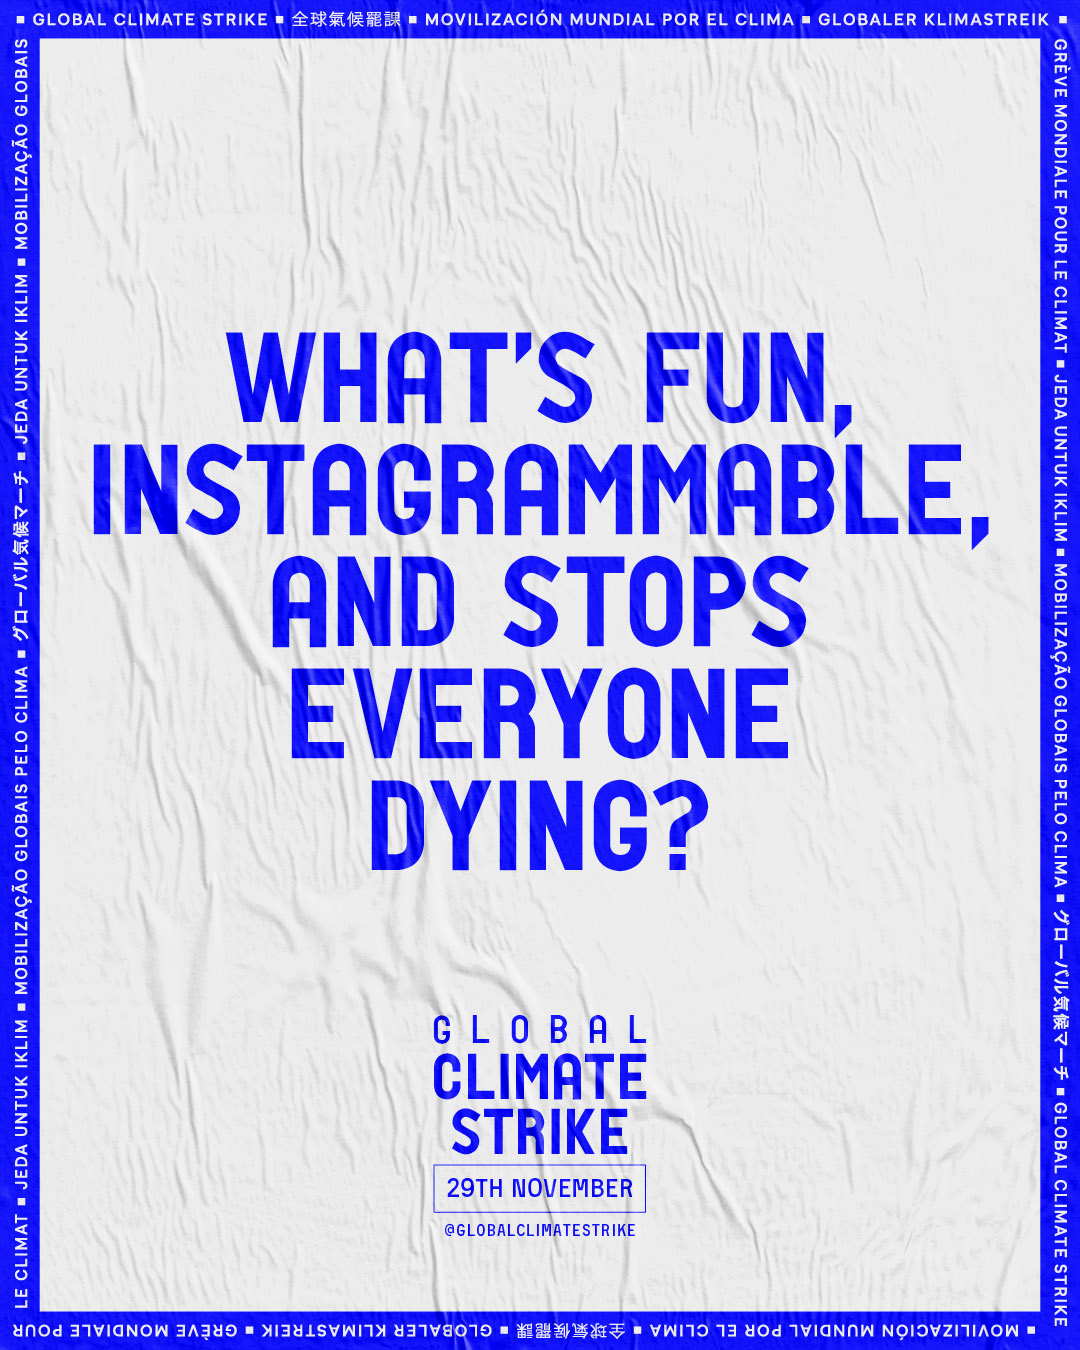 ■ GLOBAL CLIMATE STRIKE ■ 全球氣候罷課 ■ MOVILIZACIÓN MUNDIAL POR EL CLIMA ■ GLOBALER KLIMASTREIK ■
GRÈVE MONDIALE POUR LE CLIMAT ■ JEDA UNTUK IKLIM ■ MOBILIZAÇÃO GLOBAIS PELO CLIMA ■ グローバル気候マーチ ■ GLOBAL CLIMATE STRIKE
WHAT'S FUN,
INSTAGRAMMABLE,
AND STOPS
EVERYONE
DYING?
GLOBAL
CLIMATE
STRIKE
29TH NOVEMBER
@GLOBALCLIMATESTRIKE
■ MOVILIZACIÓN MUNDIAL POR EL CLIMA ■ 全球氣候罷課 ■ GLOBALER KLIMASTREIK ■ GRÈVE MONDIALE POUR
LE CLIMAT ■ JEDA UNTUK IKLIM ■ MOBILIZAÇÃO GLOBAIS PELO CLIMA ■ グローバル気候マーチ ■ JEDA UNTUK IKLIM ■ MOBILIZAÇÃO GLOBAIS